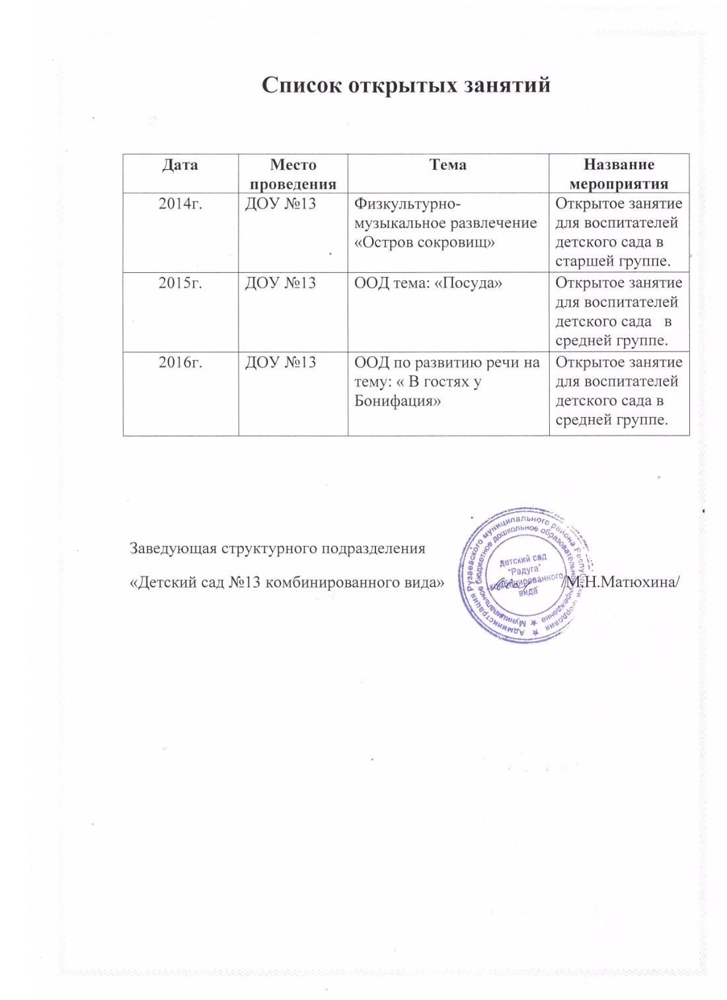 Список открытых занятий
Дата
Место
проведения
Тема
Название
мероприятия
2014г.
ДОУ №13
Физкультурно-
музыкальное развлечение
«Остров сокровищ»
Открытое занятие
для воспитателей
детского сада в
старшей группе.
2015г.
ДОУ №13
ООД тема: «Посуда»
Открытое занятие
для воспитателей
детского сада   в
средней группе.
2016г.
ДОУ №13
ООД по развитию речи на
тему: « В гостях у
Бонифация»
Открытое занятие
для воспитателей
детского сада в
средней группе.
Заведующая структурного подразделения
«Детский сад №13 комбинированного вида»
/М.Н.Матюхина/
Администрация Рузаевского муниципального района Республики Мордовия
Муниципальное бюджетное дошкольное образовательное учреждение
детский сад
"Радуга"
комбинированного
вида